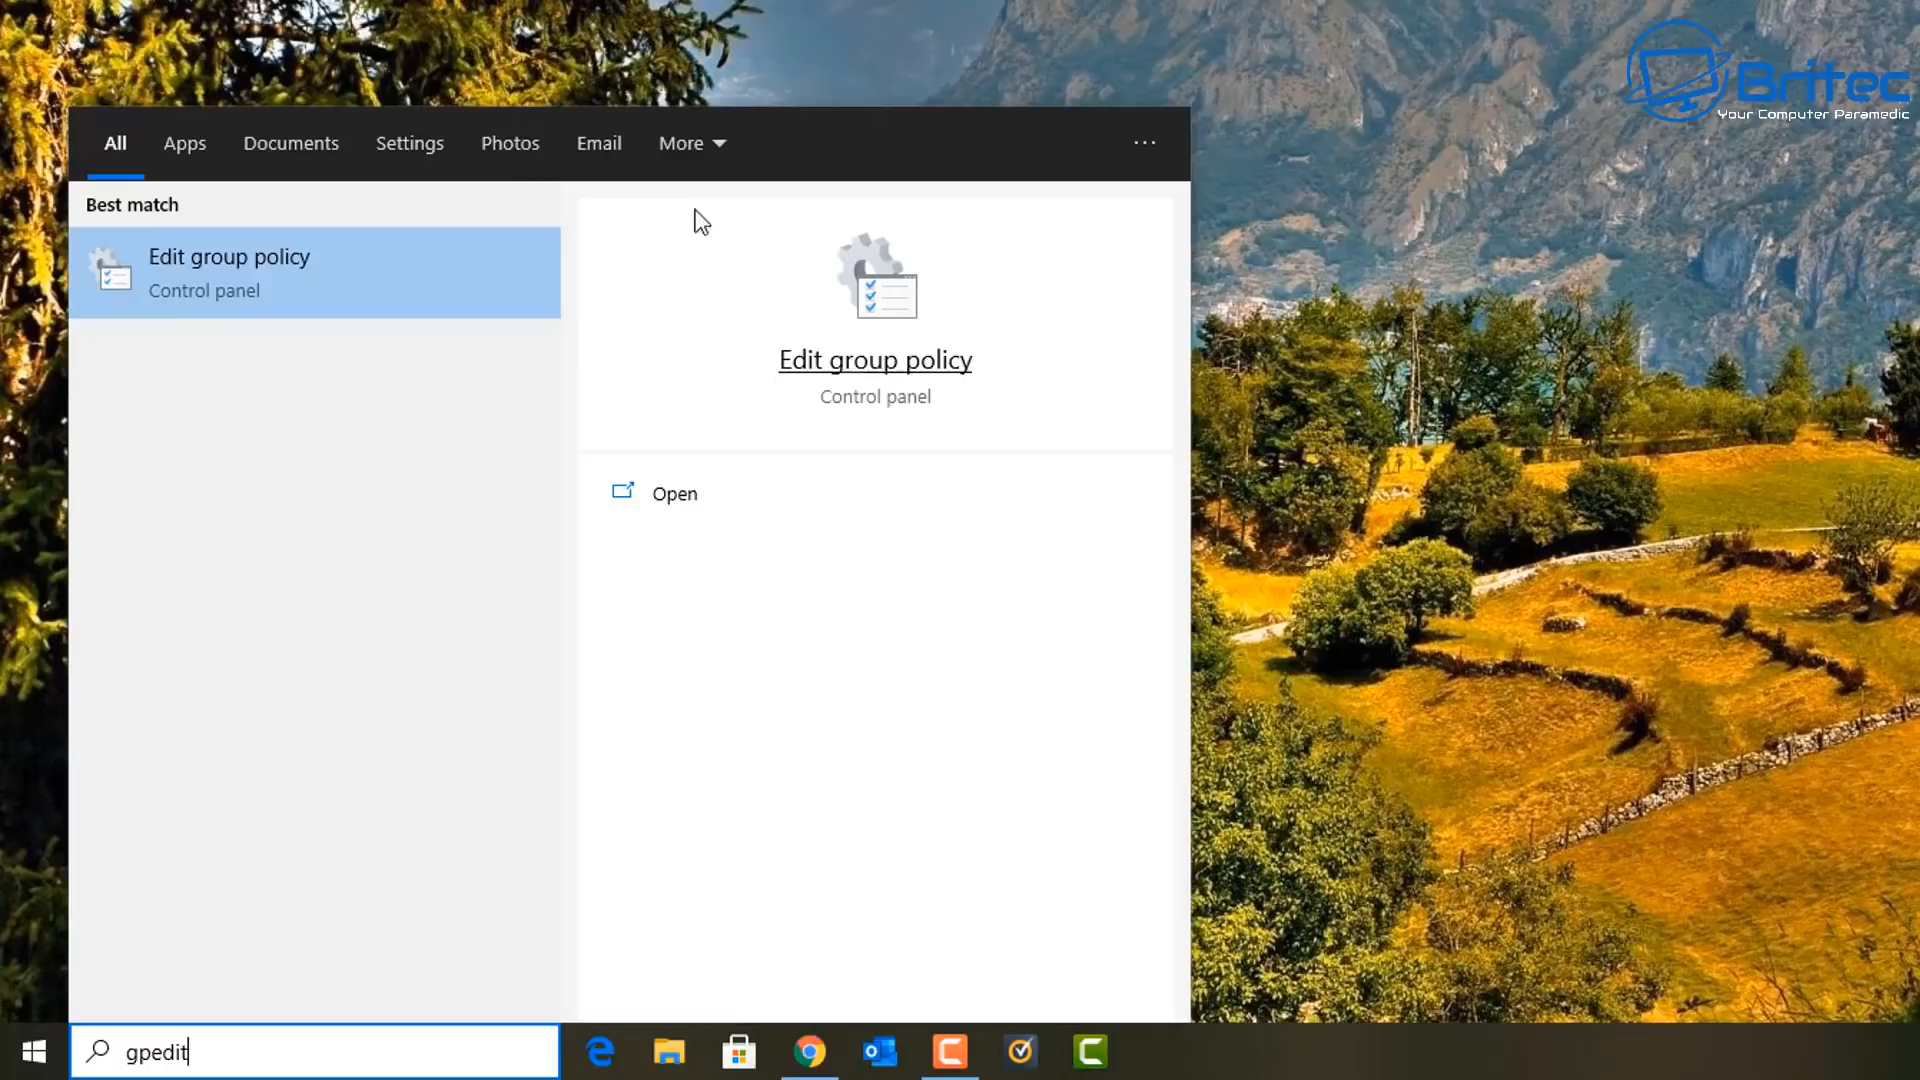 Britec
Your Computer Paramedic
All Apps Documents Settings Photos Email More ...
Best match
Edit group policy
Control panel
Edit group policy
Control panel
Open
gpedit